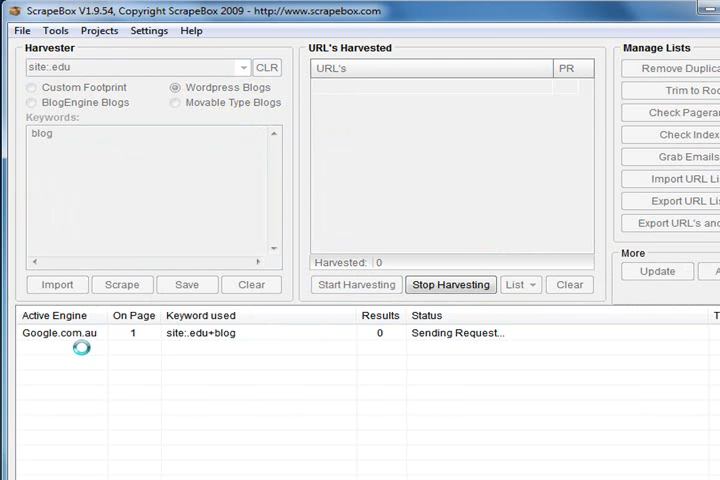 ScrapeBox V1.9.54, Copyright ScrapeBox 2009 - http://www.scrapebox.com
File Tools Projects Settings Help
Harvester
site:.edu CLR
Custom Footprint Wordpress Blogs
BlogEngine Blogs Movable Type Blogs
Keywords:
blog
Import Scrape Save Clear
URL's Harvested
URL's PR
Harvested: 0
Start Harvesting Stop Harvesting List Clear
Manage Lists
Remove Duplica
Trim to Roo
Check Pageran
Check Index
Grab Emails
Import URL Li
Export URL Lis
Export URL's and
More
Update A
Active Engine On Page Keyword used Results Status T
Google.com.au 1 site:.edu+blog 0 Sending Request...